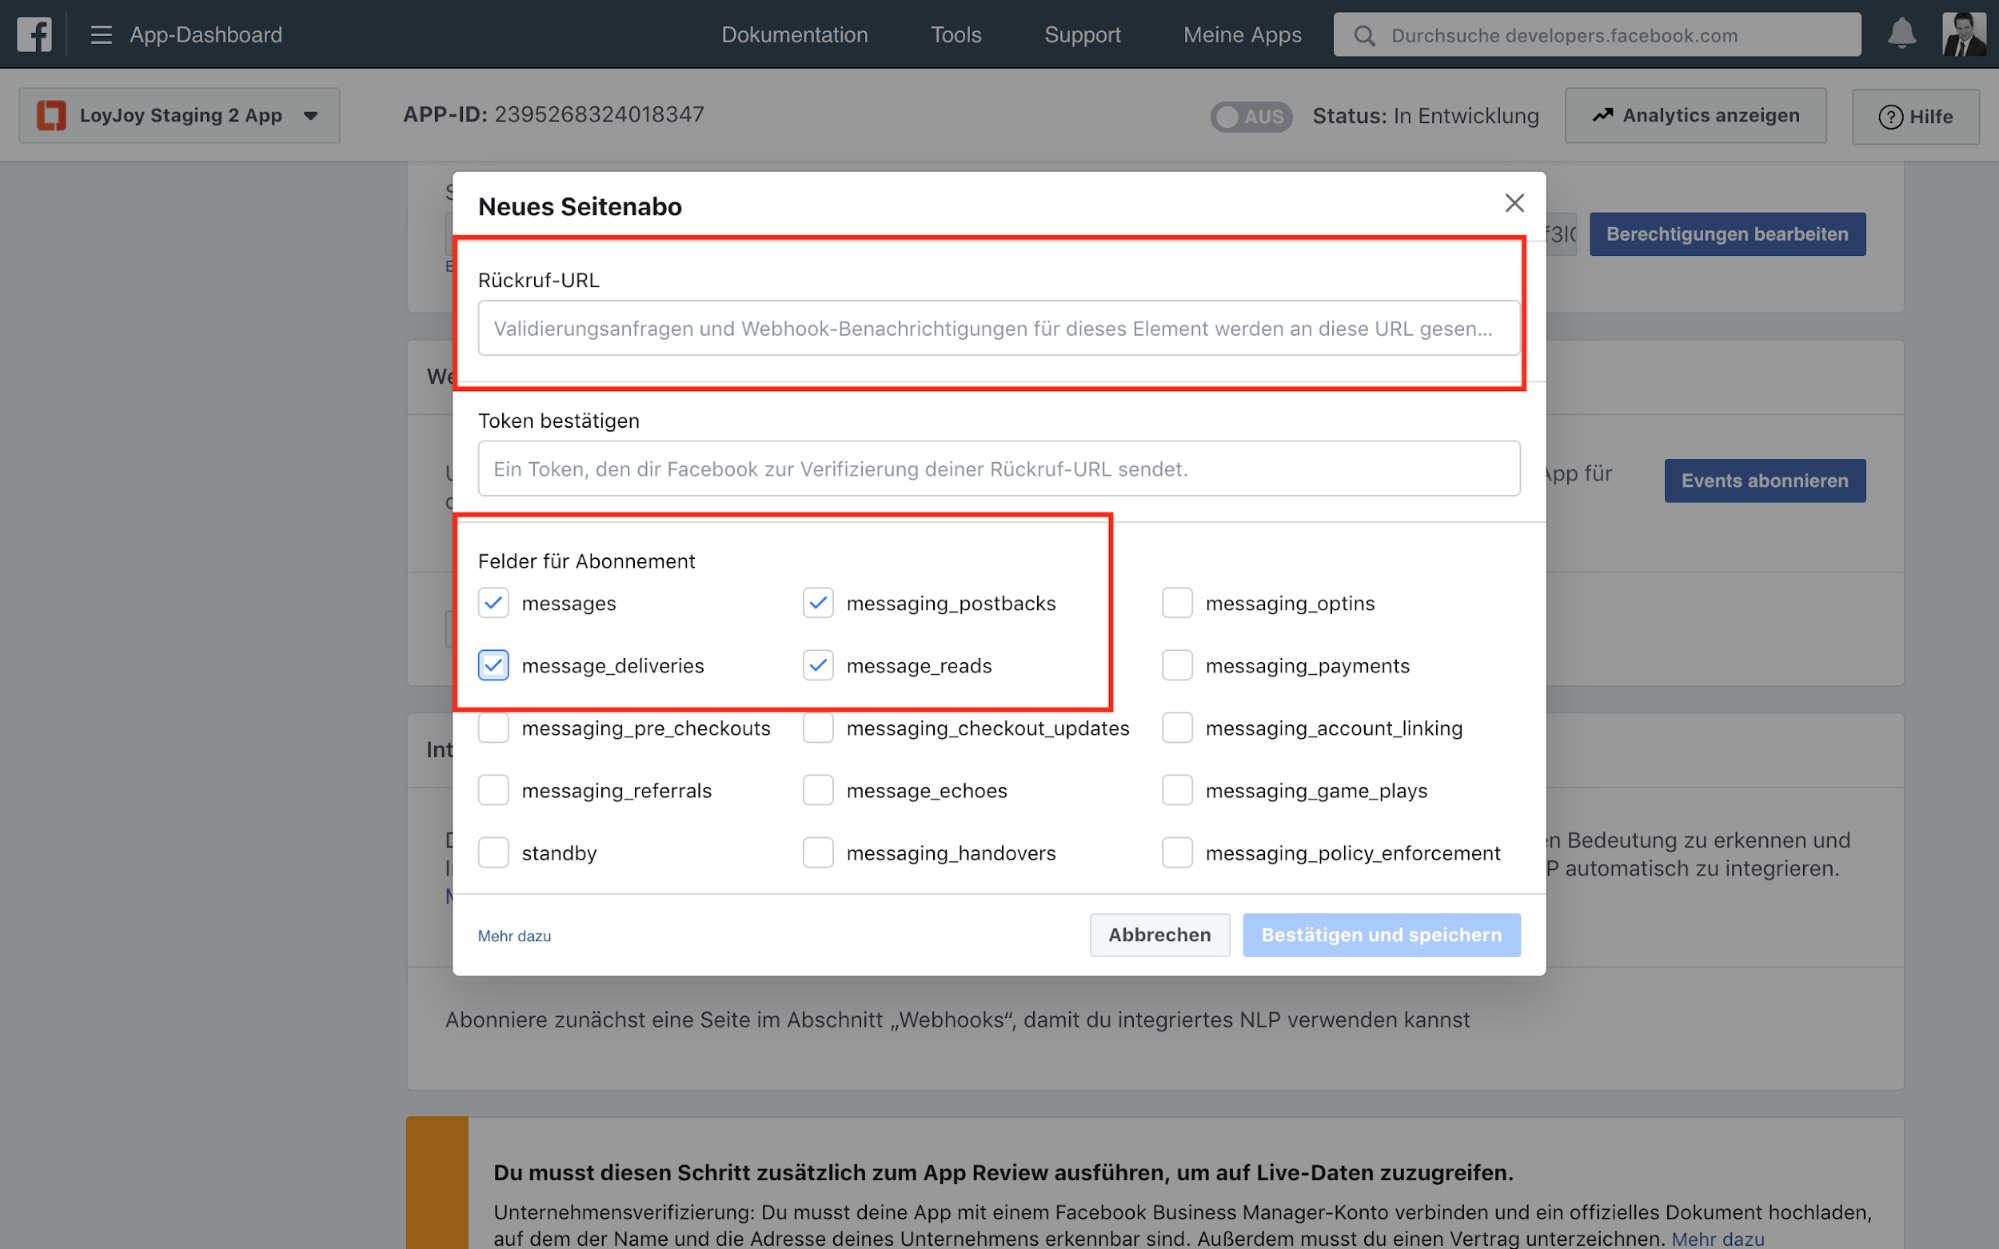 App-Dashboard
Dokumentation
Tools
Support
Meine Apps
Durchsuche developers.facebook.com
LoyJoy Staging 2 App
APP-ID: 2395268324018347
AUS
Status: In Entwicklung
Analytics anzeigen
Hilfe
Neues Seitenabo
Berechtigungen bearbeiten
Rückruf-URL
Validierungsanfragen und Webhook-Benachrichtigungen für dieses Element werden an diese URL gesen...
Token bestätigen
Ein Token, den dir Facebook zur Verifizierung deiner Rückruf-URL sendet.
App für
Events abonnieren
Felder für Abonnement
messages
messaging_postbacks
messaging_optins
message_deliveries
message_reads
messaging_payments
messaging_pre_checkouts
messaging_checkout_updates
messaging_account_linking
messaging_referrals
message_echoes
messaging_game_plays
standby
messaging_handovers
messaging_policy_enforcement
Bedeutung zu erkennen und
automatisch zu integrieren.
Mehr dazu
Abbrechen
Bestätigen und speichern
Abonniere zunächst eine Seite im Abschnitt „Webhooks“, damit du integriertes NLP verwenden kannst
Du musst diesen Schritt zusätzlich zum App Review ausführen, um auf Live-Daten zuzugreifen.
Unternehmensverifizierung: Du musst deine App mit einem Facebook Business Manager-Konto verbinden und ein offizielles Dokument hochladen,
auf dem der Name und die Adresse deines Unternehmens erkennbar sind. Außerdem musst du einen Vertrag unterzeichnen. Mehr dazu